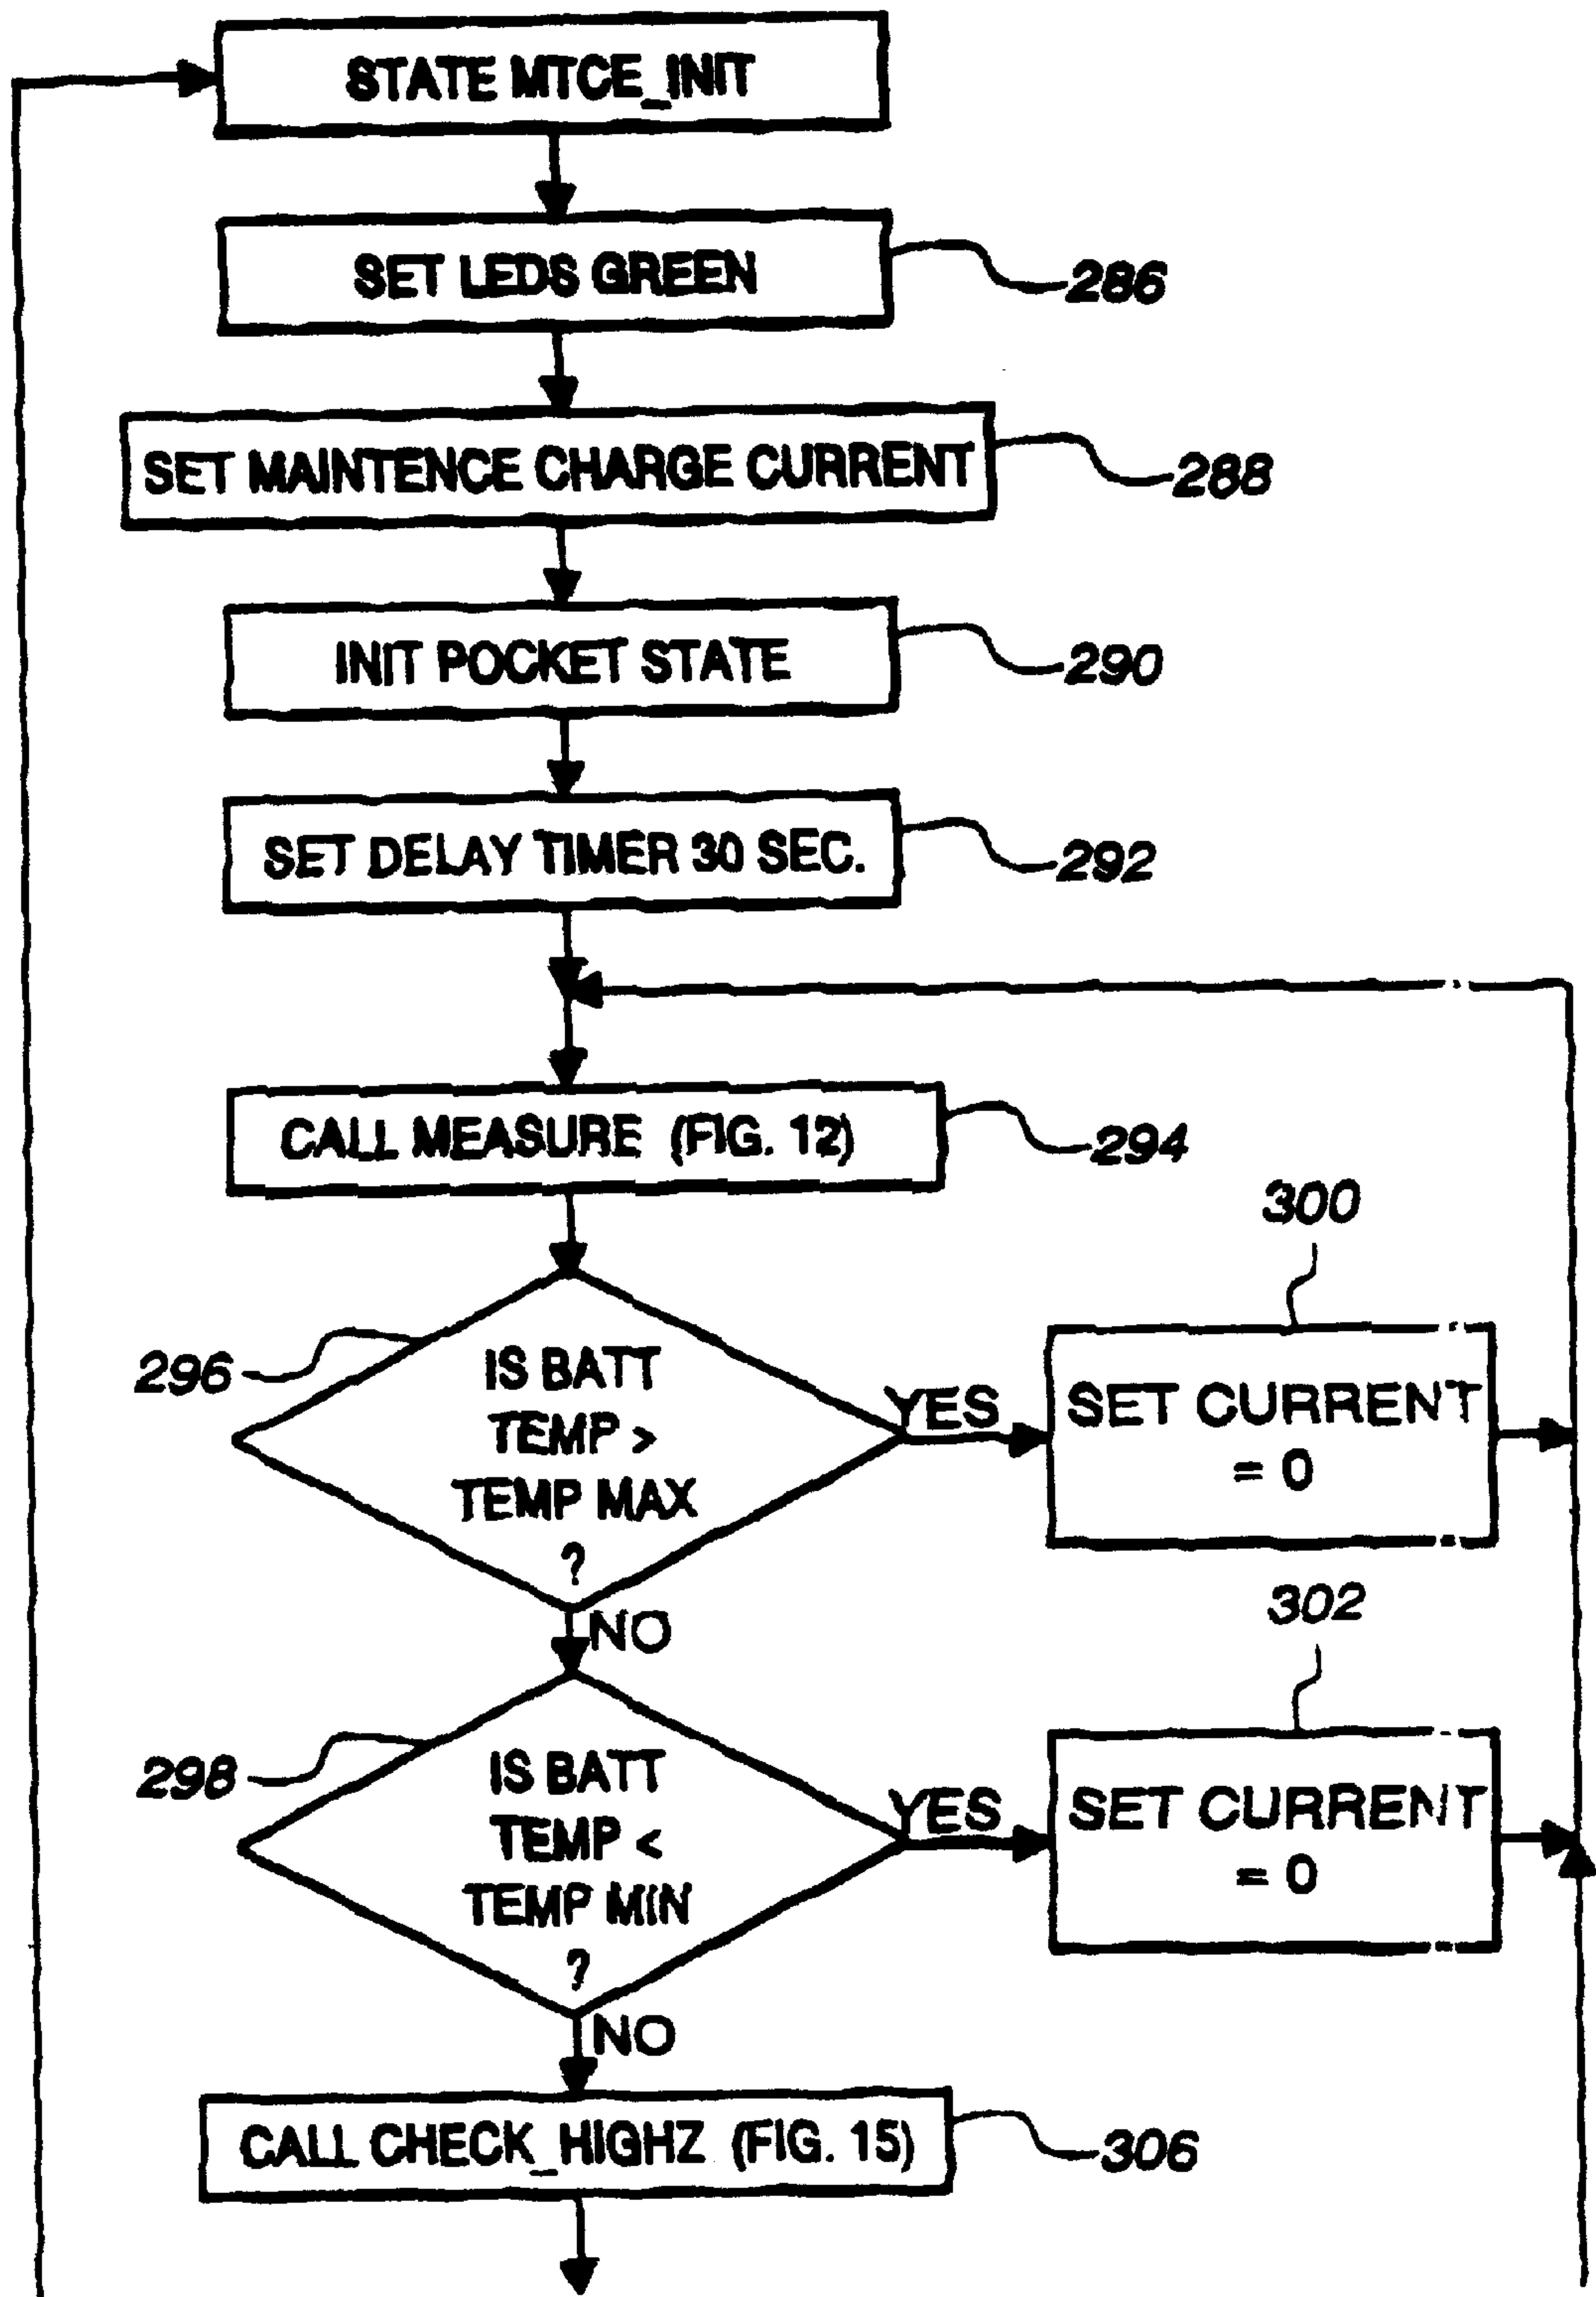 STATE MTCE_INIT
SET LEDS GREEN
286
SET MAINTENCE CHARGE CURRENT
288
INIT POCKET STATE
290
SET DELAY TIMER 30 SEC.
292
CALL MEASURE (FIG. 12)
294
300
296
IS BATT
TEMP >
TEMP MAX
?
YES
SET CURRENT
= 0
NO
302
298
IS BATT
TEMP <
TEMP MIN
?
YES
SET CURRENT
= 0
NO
CALL CHECK_HIGHZ (FIG. 15)
306